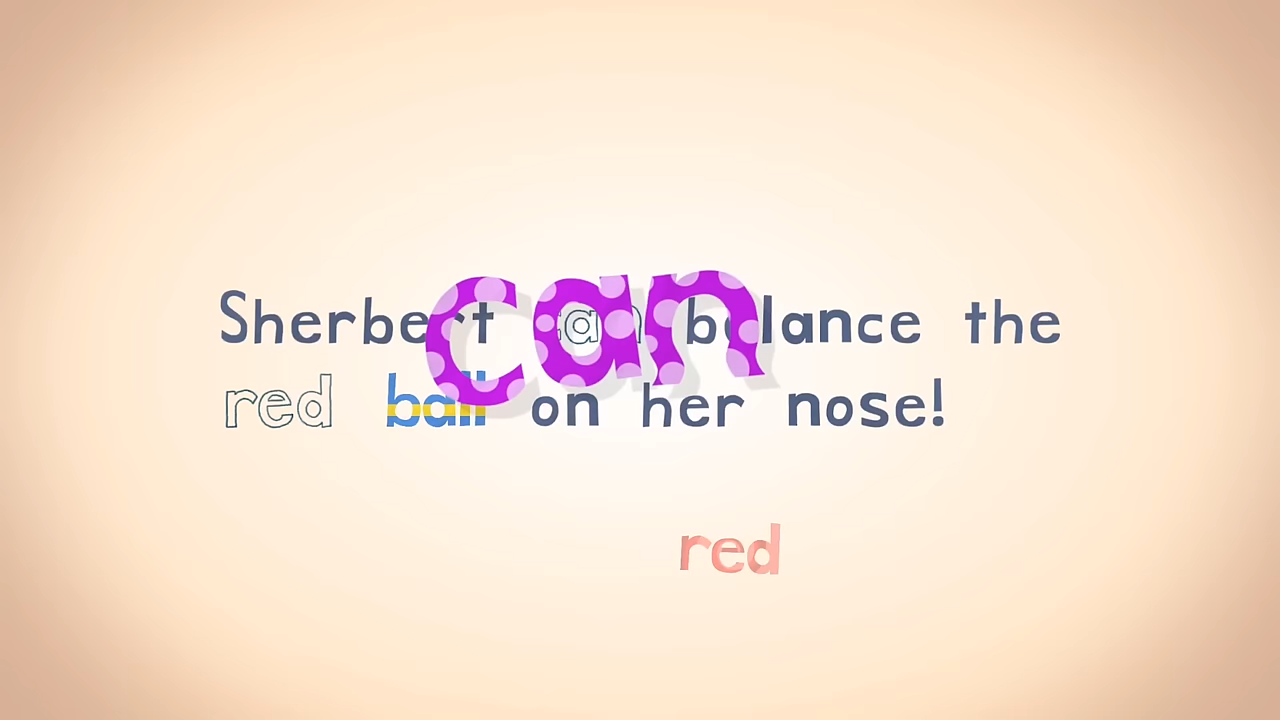 Sherbert can balance the
can
red ball on her nose!
red